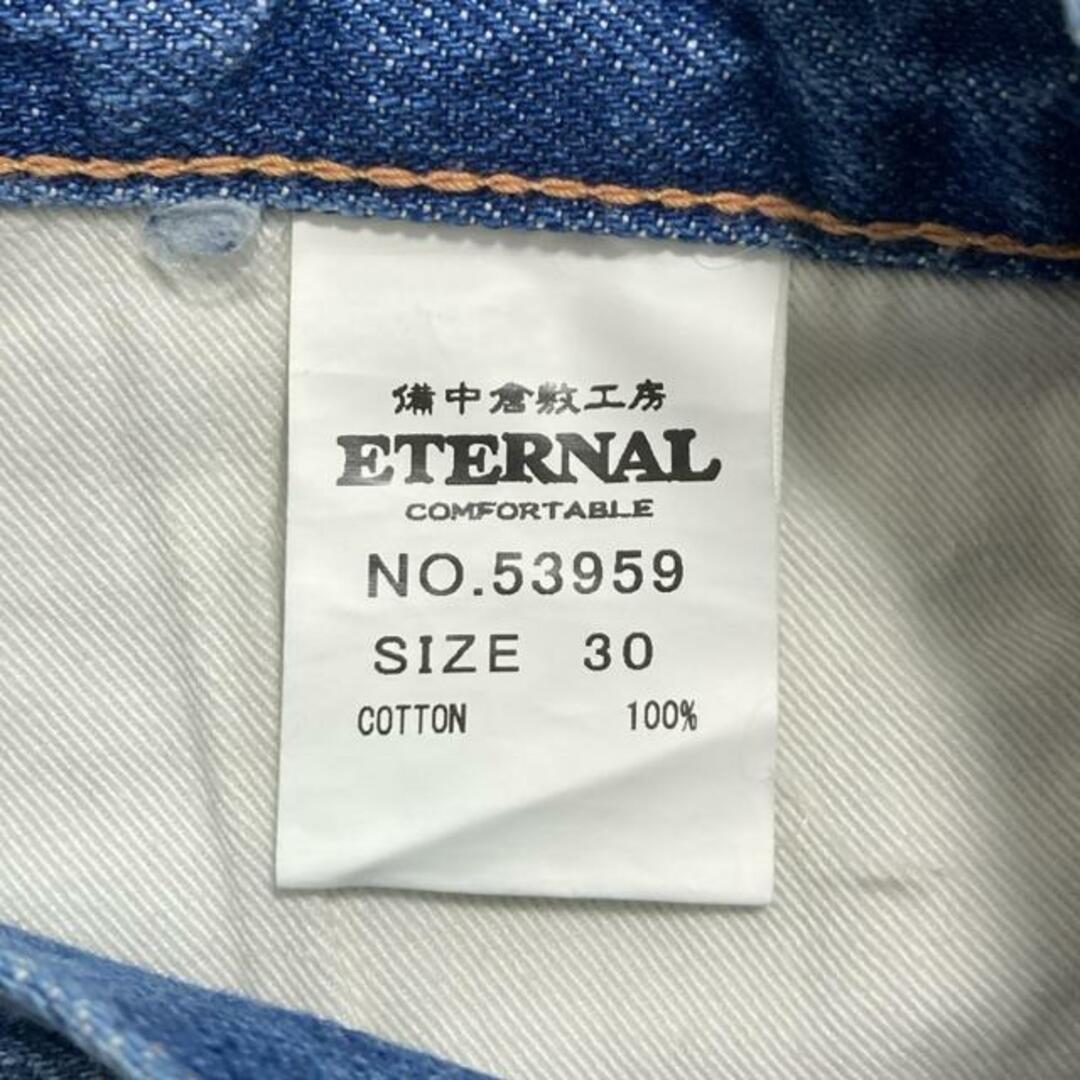 備中倉敷工房
ETERNAL
COMFORTABLE
NO.53959
SIZE 30
COTTON 100%